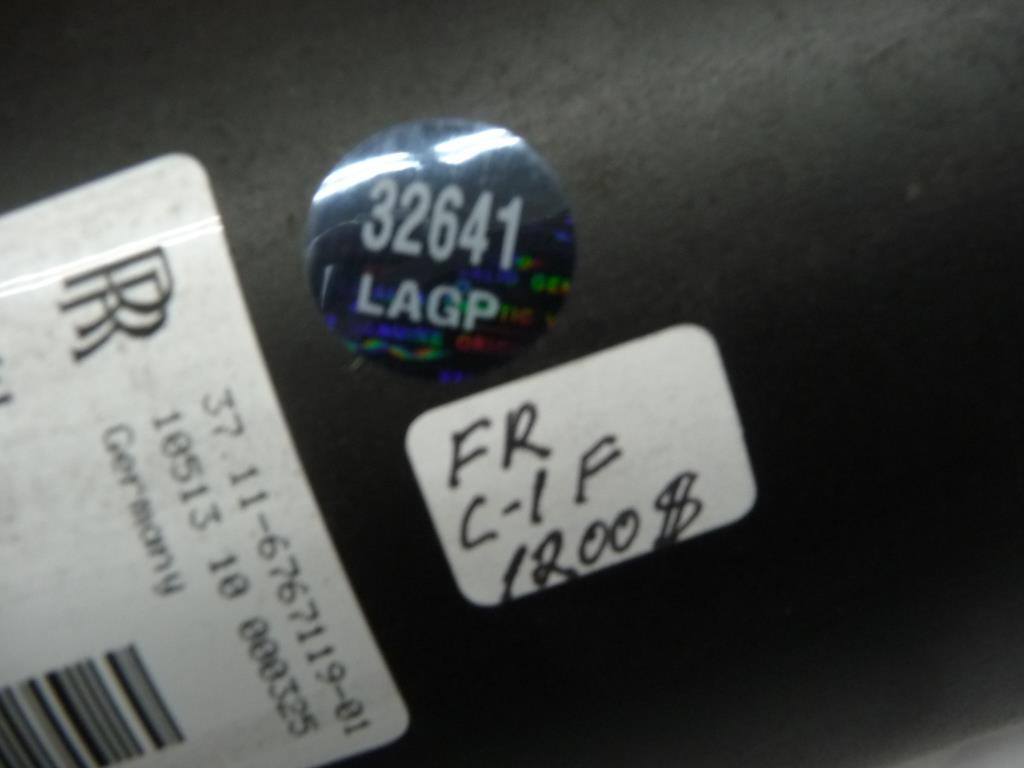 32641
LAGP
RR
37.11-6767119-01
10513 10 000325
Germany
FR
C-1 F
1200$